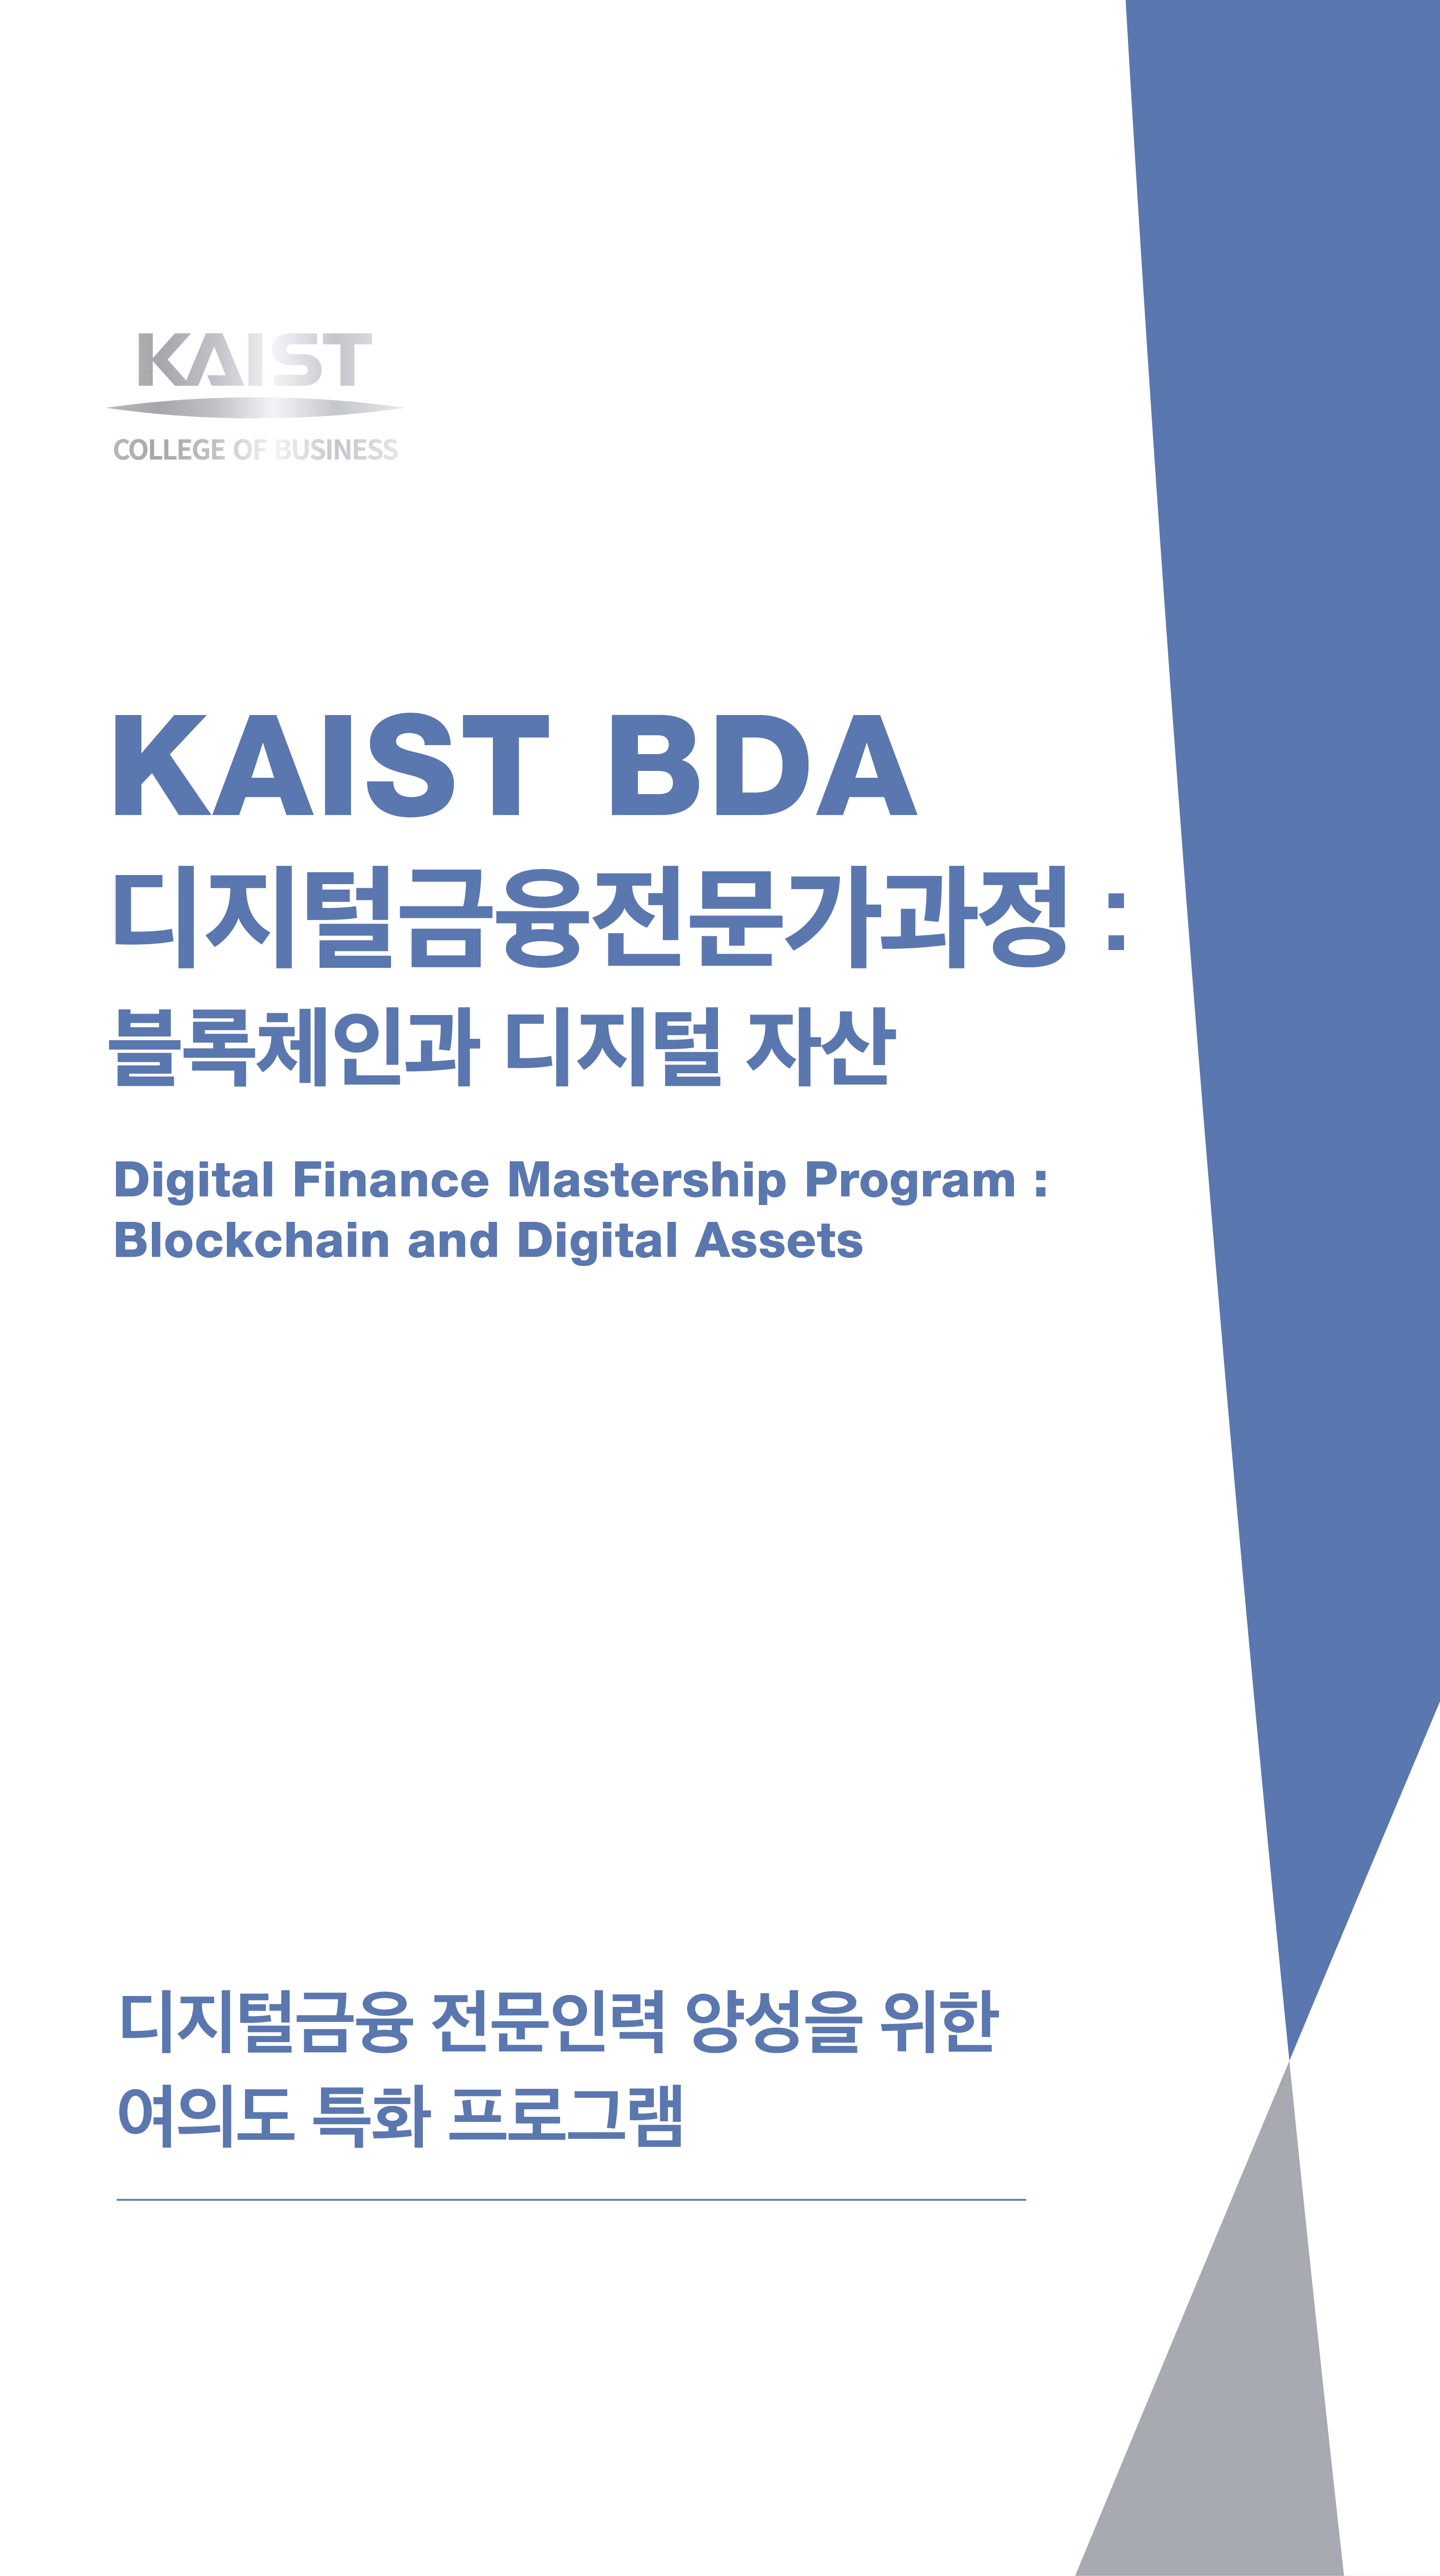 KAIST
COLLEGE OF BUSINESS
KAIST BDA
디지털금융전문가과정 :
블록체인과 디지털 자산
Digital Finance Mastership Program :
Blockchain and Digital Assets
디지털금융 전문인력 양성을 위한
여의도 특화 프로그램